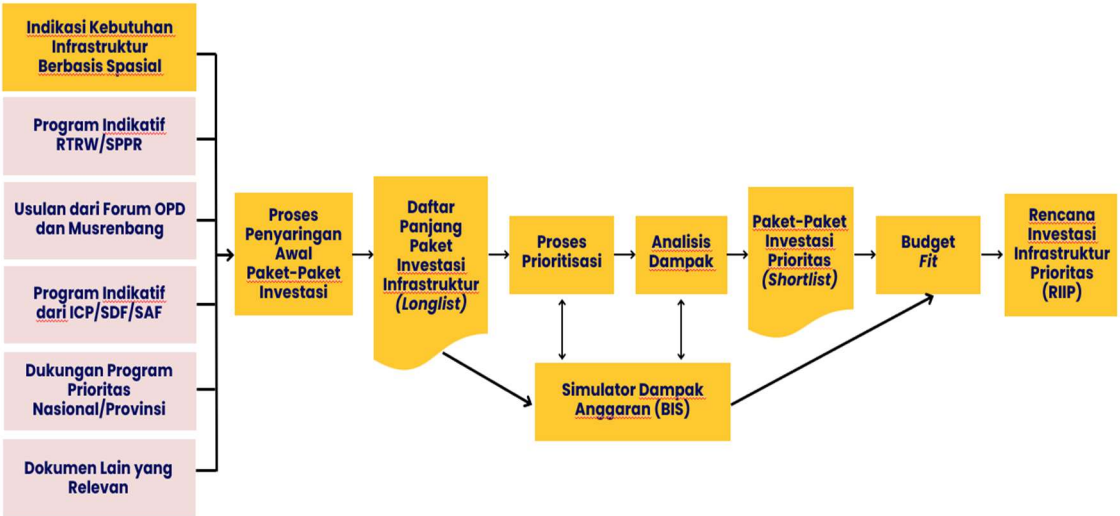 Indikasi Kebutuhan
Infrastruktur
Berbasis Spasial
Program Indikatif
RTRW/SPPR
Usulan dari Forum OPD
dan Musrenbang
Program Indikatif
dari ICP/SDF/SAF
Dukungan Program
Prioritas
Nasional/Provinsi
Dokumen Lain yang
Relevan
Proses
Penyaringan
Awal
Paket-Paket
Investasi
Daftar
Panjang
Paket
Investasi
Infrastruktur
(Longlist)
Proses
Prioritisasi
Analisis
Dampak
Simulator Dampak
Anggaran (BIS)
Paket-Paket
Investasi
Prioritas
(Shortlist)
Budget
Fit
Rencana
Investasi
Infrastruktur
Prioritas
(RIIP)